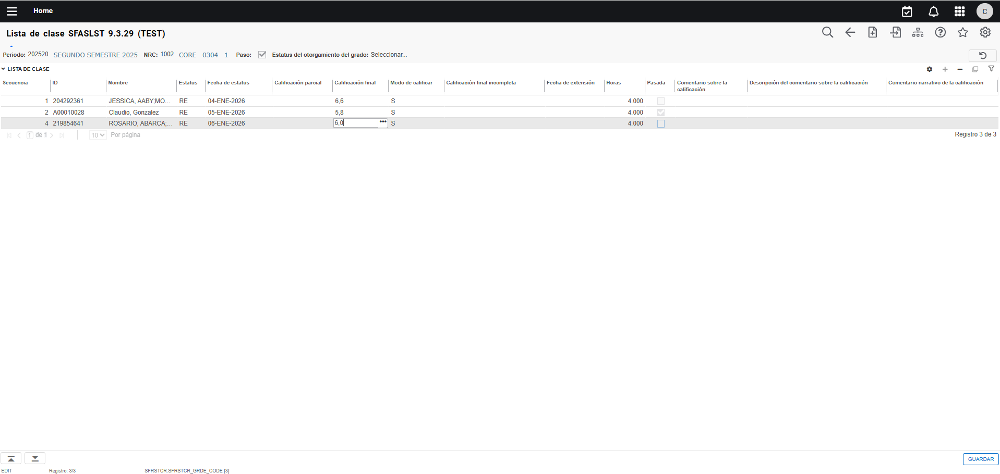 Home
C
Lista de clase SFASLST 9.3.29 (TEST)
Periodo: 202520 SEGUNDO SEMESTRE 2025 NRC: 1002 CORE 0304 1 Paso: Estatus del otorgamiento del grado: Seleccionar...
LISTA DE CLASE
Secuencia ID Nombre Estatus Fecha de estatus Calificación parcial Calificación final Modo de calificar Calificación final incompleta Fecha de extensión Horas Pasada Comentario sobre la calificación Descripción del comentario sobre la calificación Comentario narrativo de la calificación
1 204292361 JESSICA, AABY;MO... RE 04-ENE-2026 6,6 S 4.000
2 A00010028 Claudio, Gonzalez RE 05-ENE-2026 5,8 S 4.000
4 219854641 ROSARIO, ABARCA;... RE 06-ENE-2026 6,0 ••• S 4.000
1 de 1 10 Por página Registro 3 de 3
GUARDAR
EDIT Registro: 3/3 SFRSTCR.SFRSTCR_GRDE_CODE [3]